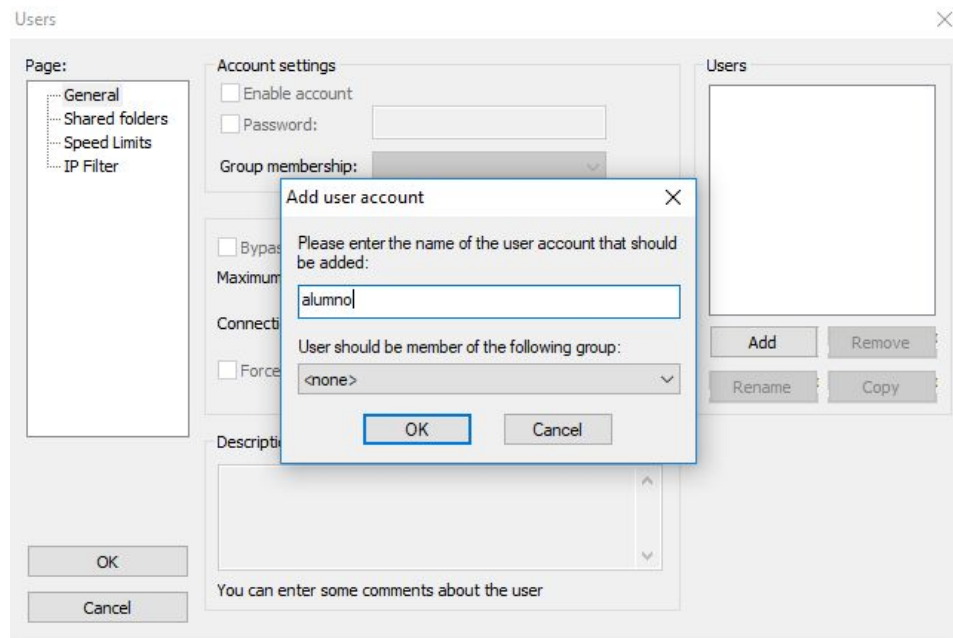 Users
Page:
General
Shared folders
Speed Limits
IP Filter
OK
Cancel
Account settings
Enable account
Password:
Group membership:
Maximum
Force
You can enter some comments about the user
Add user account
Please enter the name of the user account that should
be added:
alumno
User should be member of the following group:
<none>
OK
Cancel
Users
Add
Remove
Rename
Copy